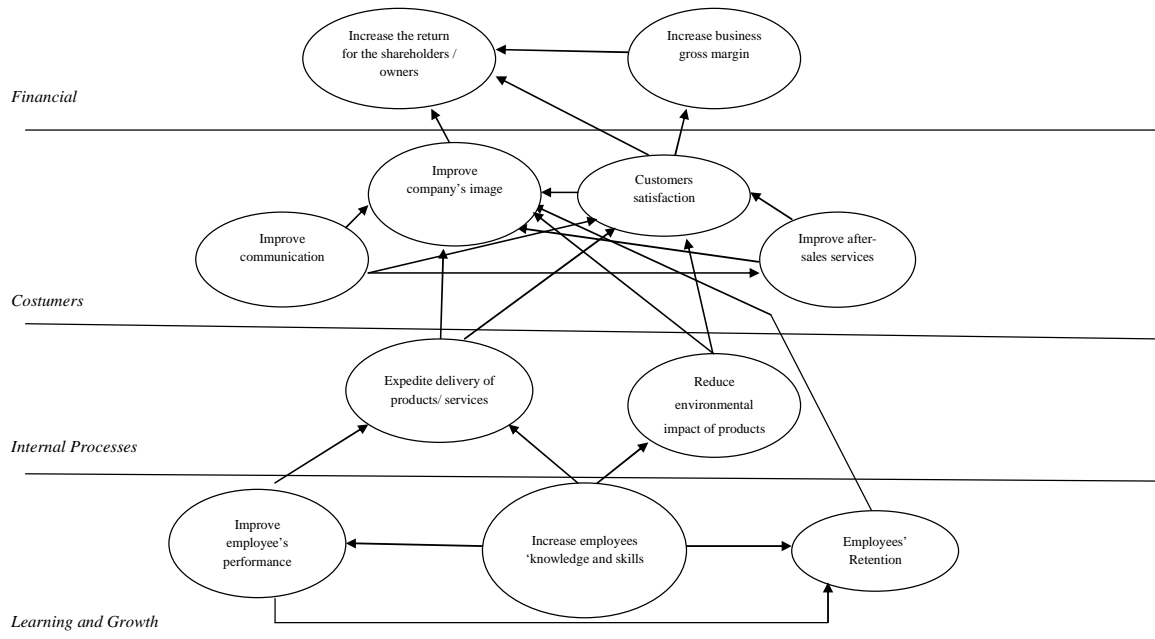 Increase the return
for the shareholders /
owners
Increase business
gross margin
Financial
Improve
company’s image
Customers
satisfaction
Improve
communication
Improve after-
sales services
Costumers
Expedite delivery of
products/ services
Reduce
environmental
impact of products
Internal Processes
Improve
employee’s
performance
Increase employees
‘knowledge and skills
Employees’
Retention
Learning and Growth